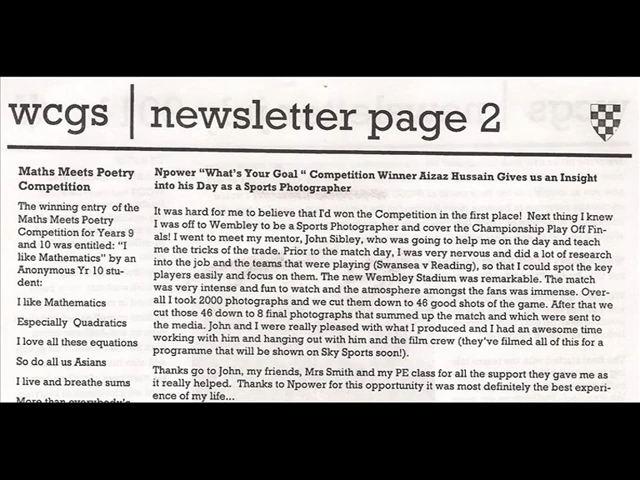 wcgs newsletter page 2
Maths Meets Poetry
Competition
The winning entry of the
Maths Meets Poetry
Competition for Years 9
and 10 was entitled: “I
like Mathematics” by an
Anonymous Yr 10 stu-
dent:
I like Mathematics
Especially Quadratics
I love all these equations
So do all us Asians
I live and breathe sums
More than everybody's
Npower “What's Your Goal “ Competition Winner Aizaz Hussain Gives us an Insight
into his Day as a Sports Photographer
It was hard for me to believe that I'd won the Competition in the first place! Next thing I knew
I was off to Wembley to be a Sports Photographer and cover the Championship Play Off Fin-
als! I went to meet my mentor, John Sibley, who was going to help me on the day and teach
me the tricks of the trade. Prior to the match day, I was very nervous and did a lot of research
into the job and the teams that were playing (Swansea v Reading), so that I could spot the key
players easily and focus on them. The new Wembley Stadium was remarkable. The match
was very intense and fun to watch and the atmosphere amongst the fans was immense. Over-
all I took 2000 photographs and we cut them down to 46 good shots of the game. After that we
cut those 46 down to 8 final photographs that summed up the match and which were sent to
the media. John and I were really pleased with what I produced and I had an awesome time
working with him and hanging out with him and the film crew (they've filmed all of this for a
programme that will be shown on Sky Sports soon!).
Thanks go to John, my friends, Mrs Smith and my PE class for all the support they gave me as
it really helped. Thanks to Npower for this opportunity it was most definitely the best experi-
ence of my life...